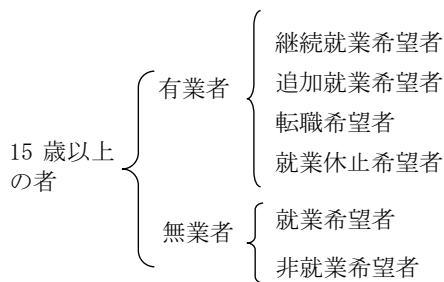 15 歳以上
の者
有業者
継続就業希望者
追加就業希望者
転職希望者
就業休止希望者
無業者
就業希望者
非就業希望者